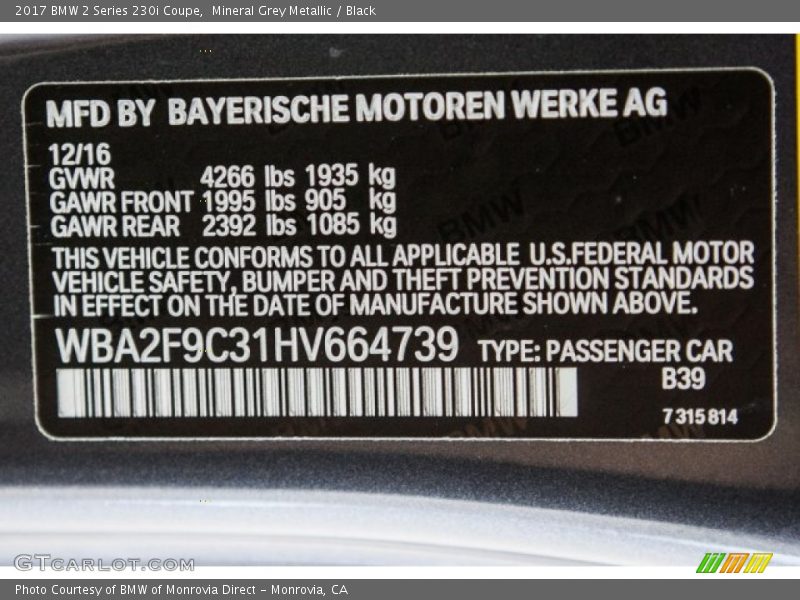 2017 BMW 2 Series 230i Coupe, Mineral Grey Metallic / Black
MFD BY BAYERISCHE MOTOREN WERKE AG
12/16
GVWR 4266 lbs 1935 kg
GAWR FRONT 1995 lbs 905 kg
GAWR REAR 2392 lbs 1085 kg
THIS VEHICLE CONFORMS TO ALL APPLICABLE U.S.FEDERAL MOTOR
VEHICLE SAFETY, BUMPER AND THEFT PREVENTION STANDARDS
IN EFFECT ON THE DATE OF MANUFACTURE SHOWN ABOVE.
WBA2F9C31HV664739 TYPE: PASSENGER CAR
B39
7 315 814
GTCARLOT.COM
Photo Courtesy of BMW of Monrovia Direct - Monrovia, CA